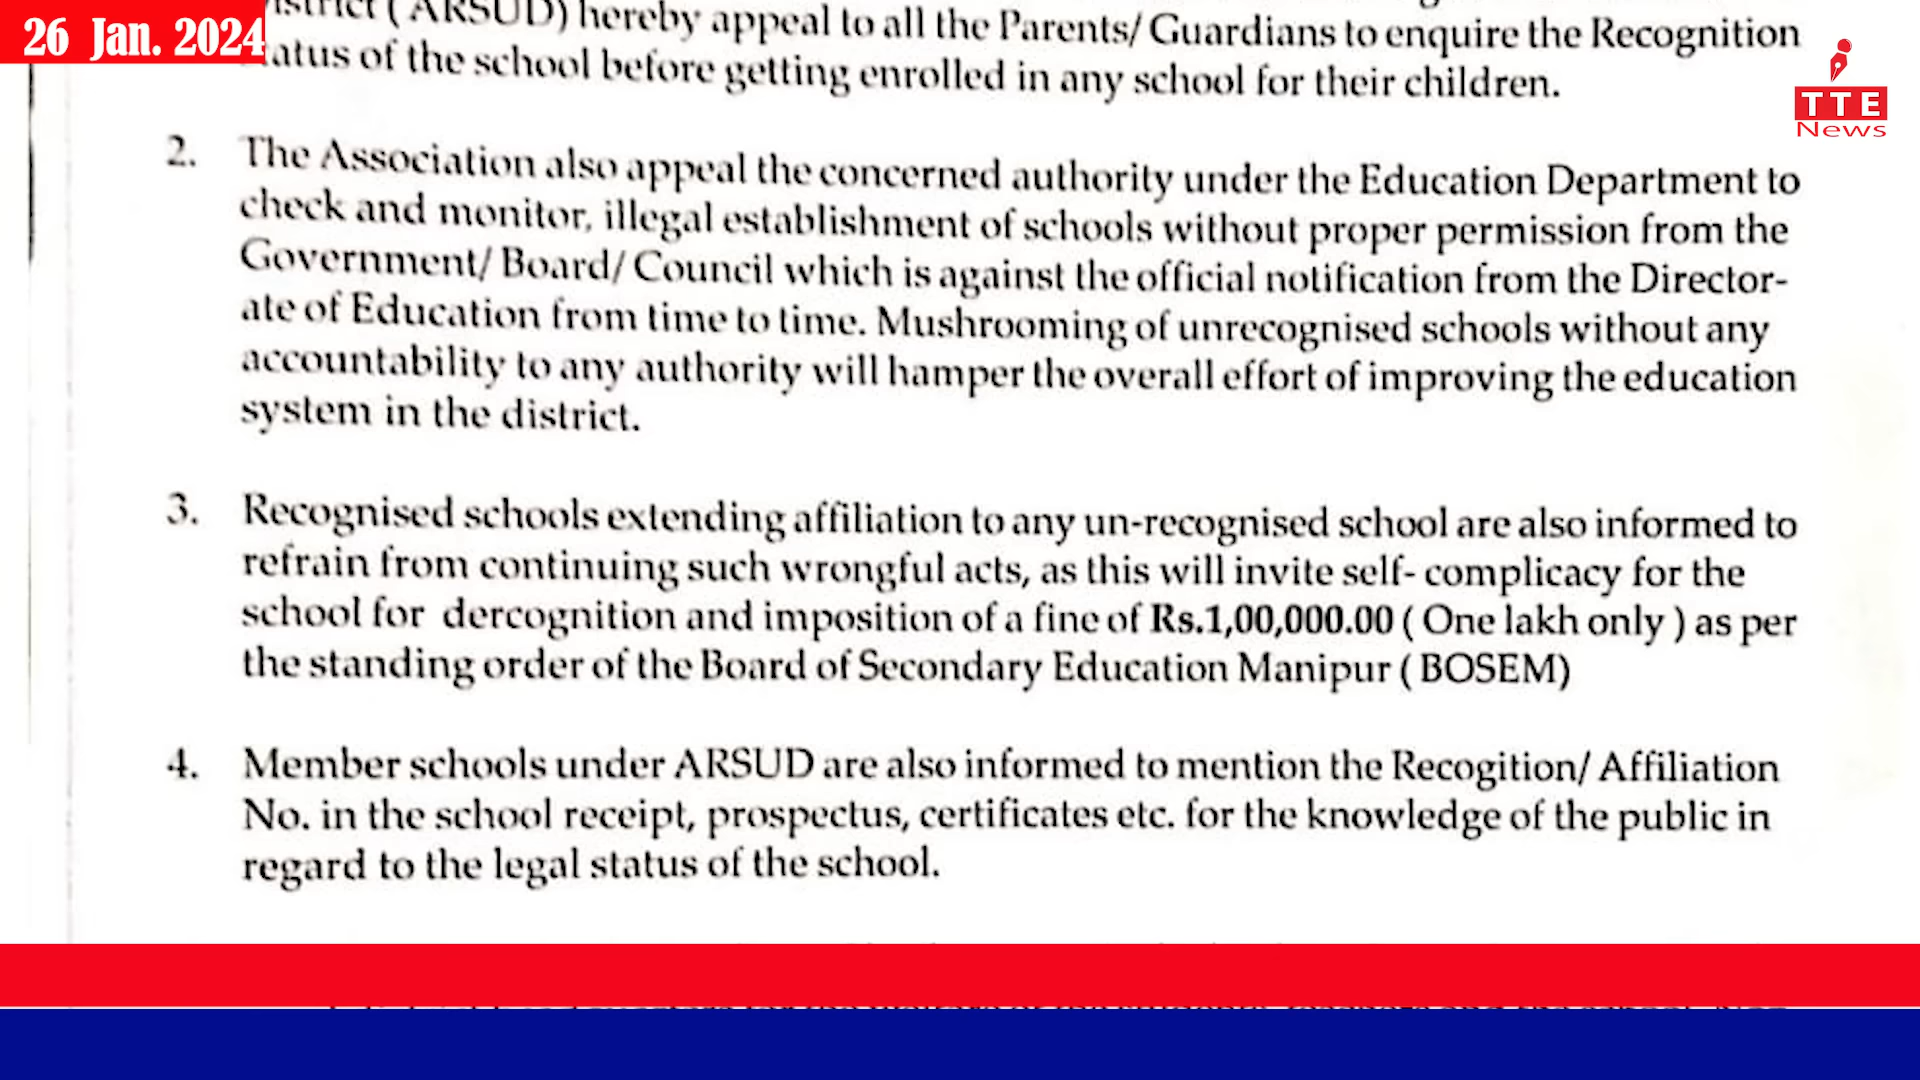 26 Jan. 2024
istrict ( ARSUD) hereby appeal to all the Parents/ Guardians to enquire the Recognition
atus of the school before getting enrolled in any school for their children.
TTE
News
2. The Association also appeal the concerned authority under the Education Department to
check and monitor, illegal establishment of schools without proper permission from the
Government/ Board/ Council which is against the official notification from the Director-
ate of Education from time to time. Mushrooming of unrecognised schools without any
accountability to any authority will hamper the overall effort of improving the education
system in the district.
3. Recognised schools extending affiliation to any un-recognised school are also informed to
refrain from continuing such wrongful acts, as this will invite self- complicacy for the
school for dercognition and imposition of a fine of Rs.1,00,000.00 ( One lakh only ) as per
the standing order of the Board of Secondary Education Manipur ( BOSEM)
4. Member schools under ARSUD are also informed to mention the Recogition/ Affiliation
No. in the school receipt, prospectus, certificates etc. for the knowledge of the public in
regard to the legal status of the school.